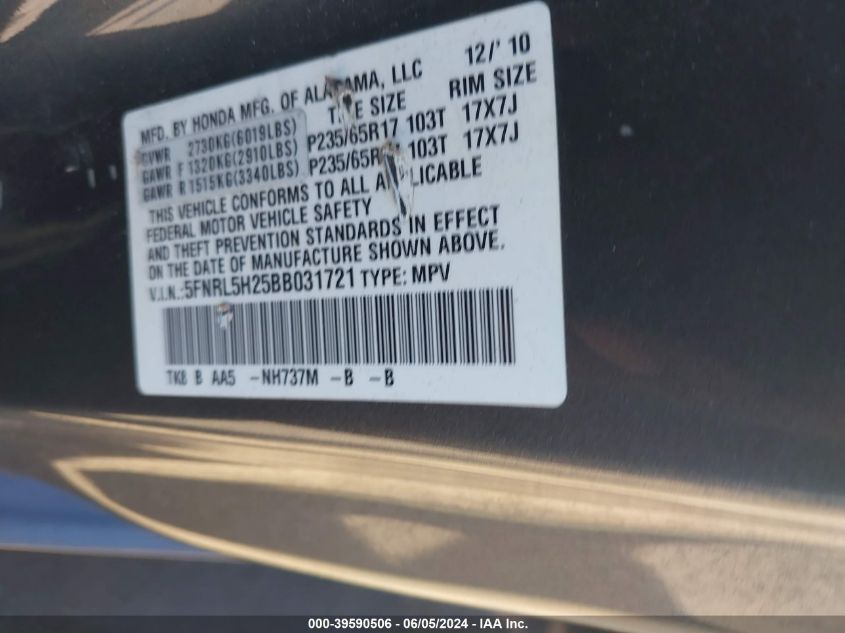 MFD. BY HONDA MFG. OF ALABAMA, LLC 12/' 10
GVWR 2730KG(6019LBS) TIRE SIZE RIM SIZE
GAWR F 1320KG(2910LBS) P235/65R17 103T 17X7J
GAWR R 1515KG(3340LBS) P235/65R 103T 17X7J
THIS VEHICLE CONFORMS TO ALL APPLICABLE
FEDERAL MOTOR VEHICLE SAFETY
AND THEFT PREVENTION STANDARDS IN EFFECT
ON THE DATE OF MANUFACTURE SHOWN ABOVE.
V.I.N.:5FNRL5H25BB031721 TYPE: MPV
TK8 B AA5 -NH737M -B -B
000-39590506 - 06/05/2024 - IAA Inc.